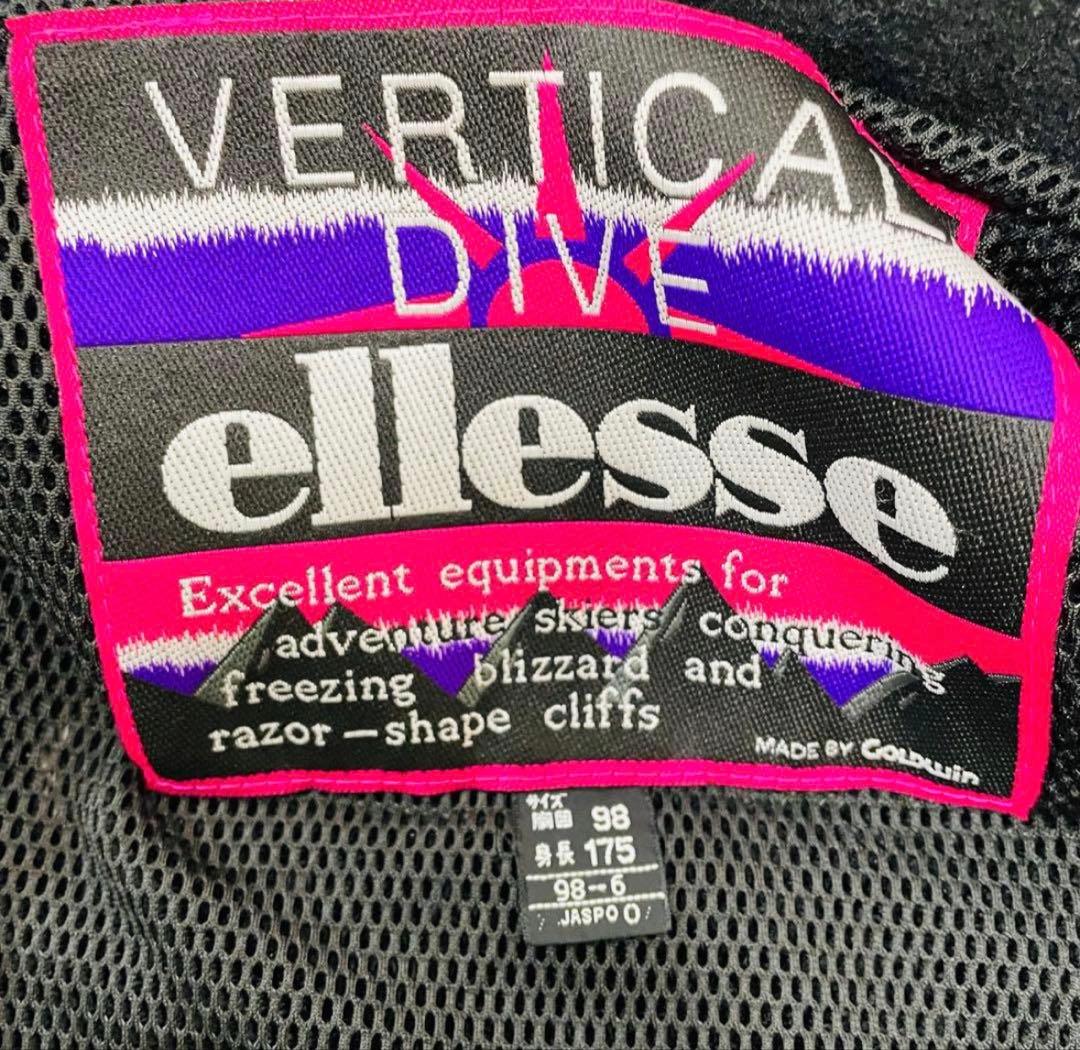 VERTICAL
DIVE
ellesse
Excellent equipments for
adventure skiers conquering
freezing blizzard and
razor-shape cliffs
MADE BY GOLDWIN
サイズ
胸囲 98
身長 175
98-6
JASPO O